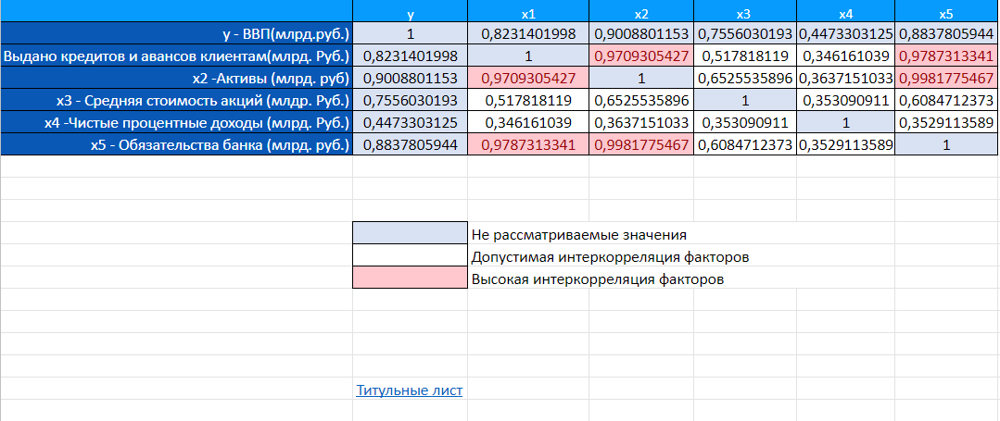 y x1 x2 x3 x4 x5
y - ВВП(млрд.руб.) 1 0,8231401998 0,9008801153 0,7556030193 0,4473303125 0,8837805944
Выдано кредитов и авансов клиентам(млрд. Руб.) 0,8231401998 1 0,9709305427 0,517818119 0,346161039 0,9787313341
x2 -Активы (млрд. руб) 0,9008801153 0,9709305427 1 0,6525535896 0,3637151033 0,9981775467
x3 - Средняя стоимость акций (млдр. Руб.) 0,7556030193 0,517818119 0,6525535896 1 0,353090911 0,6084712373
x4 -Чистые процентные доходы (млрд. Руб.) 0,4473303125 0,346161039 0,3637151033 0,353090911 1 0,3529113589
x5 - Обязательства банка (млрд. руб.) 0,8837805944 0,9787313341 0,9981775467 0,6084712373 0,3529113589 1
Не рассматриваемые значения
Допустимая интеркорреляция факторов
Высокая интеркорреляция факторов
Титульные лист